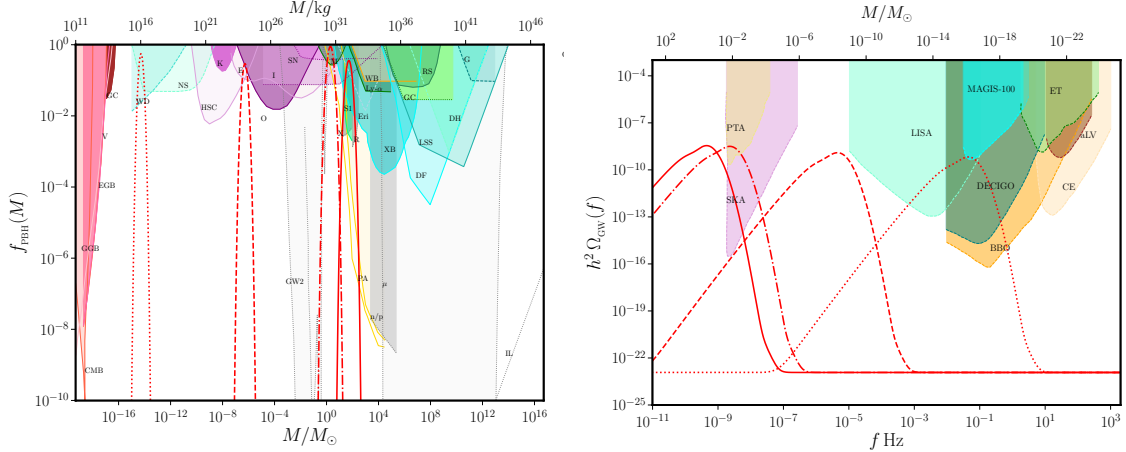 M/kg
10^11 10^16 10^21 10^26 10^31 10^36 10^41 10^46
10^0
10^-2
10^-4
10^-6
10^-8
10^-10
f_PBH(M)
K
SN
G
E
I
M
WB
RS
GC
WD
NS
HSC
O
Ly-α
GC
S1
Eri
DH
V
X
R
LSS
XB
EGB
DF
GGB
GW2
PA
μ
n/p
CMB
IL
10^-16 10^-12 10^-8 10^-4 10^0 10^4 10^8 10^12 10^16
M/M_⊙
M/M_⊙
10^2 10^-2 10^-6 10^-10 10^-14 10^-18 10^-22
10^-4
10^-7
10^-10
10^-13
10^-16
10^-19
10^-22
10^-25
h^2 Ω_GW(f)
MAGIS-100
ET
PTA
LISA
aLV
SKA
DECIGO
CE
BBO
10^-11 10^-9 10^-7 10^-5 10^-3 10^-1 10^1 10^3
f Hz